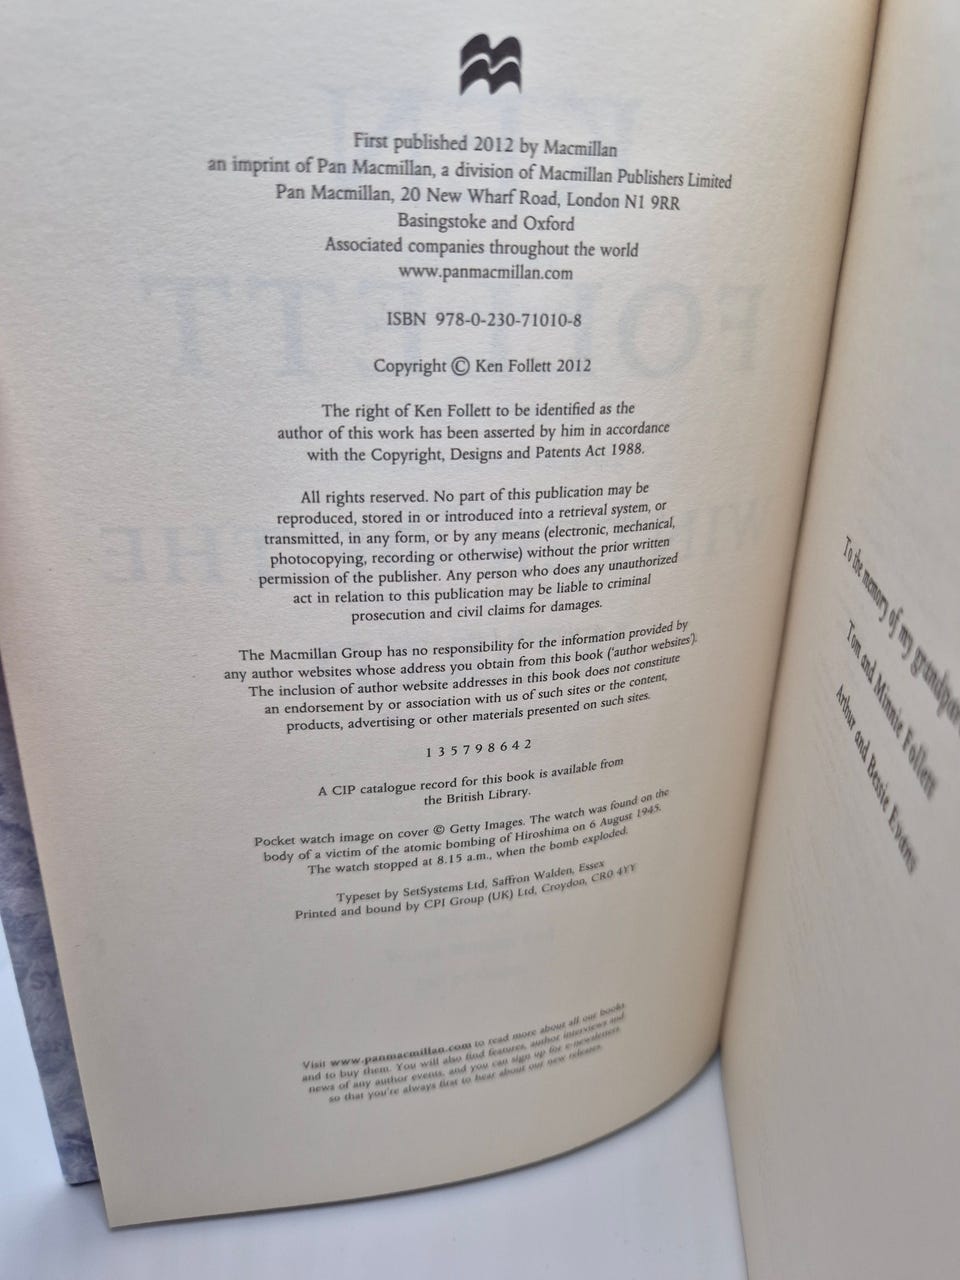 First published 2012 by Macmillan
an imprint of Pan Macmillan, a division of Macmillan Publishers Limited
Pan Macmillan, 20 New Wharf Road, London N1 9RR
Basingstoke and Oxford
Associated companies throughout the world
www.panmacmillan.com
ISBN 978-0-230-71010-8
Copyright © Ken Follett 2012
The right of Ken Follett to be identified as the
author of this work has been asserted by him in accordance
with the Copyright, Designs and Patents Act 1988.
All rights reserved. No part of this publication may be
reproduced, stored in or introduced into a retrieval system, or
transmitted, in any form, or by any means (electronic, mechanical,
photocopying, recording or otherwise) without the prior written
permission of the publisher. Any person who does any unauthorized
act in relation to this publication may be liable to criminal
prosecution and civil claims for damages.
The Macmillan Group has no responsibility for the information provided by
any author websites whose address you obtain from this book ('author websites').
The inclusion of author website addresses in this book does not constitute
an endorsement by or association with us of such sites or the content,
products, advertising or other materials presented on such sites.
1 3 5 7 9 8 6 4 2
A CIP catalogue record for this book is available from
the British Library.
Pocket watch image on cover © Getty Images. The watch was found on the
body of a victim of the atomic bombing of Hiroshima on 6 August 1945.
The watch stopped at 8.15 a.m., when the bomb exploded.
Typeset by SetSystems Ltd, Saffron Walden, Essex
Printed and bound by CPI Group (UK) Ltd, Croydon, CR0 4YY
Visit www.panmacmillan.com to read more about all our books
and to buy them. You will also find features, author interviews and
news of any author events, and you can sign up for e-newsletters
so that you're always first to hear about our new releases.
To the memory of my
Tom and Minnie Follett
Arthur and Bessie Evans